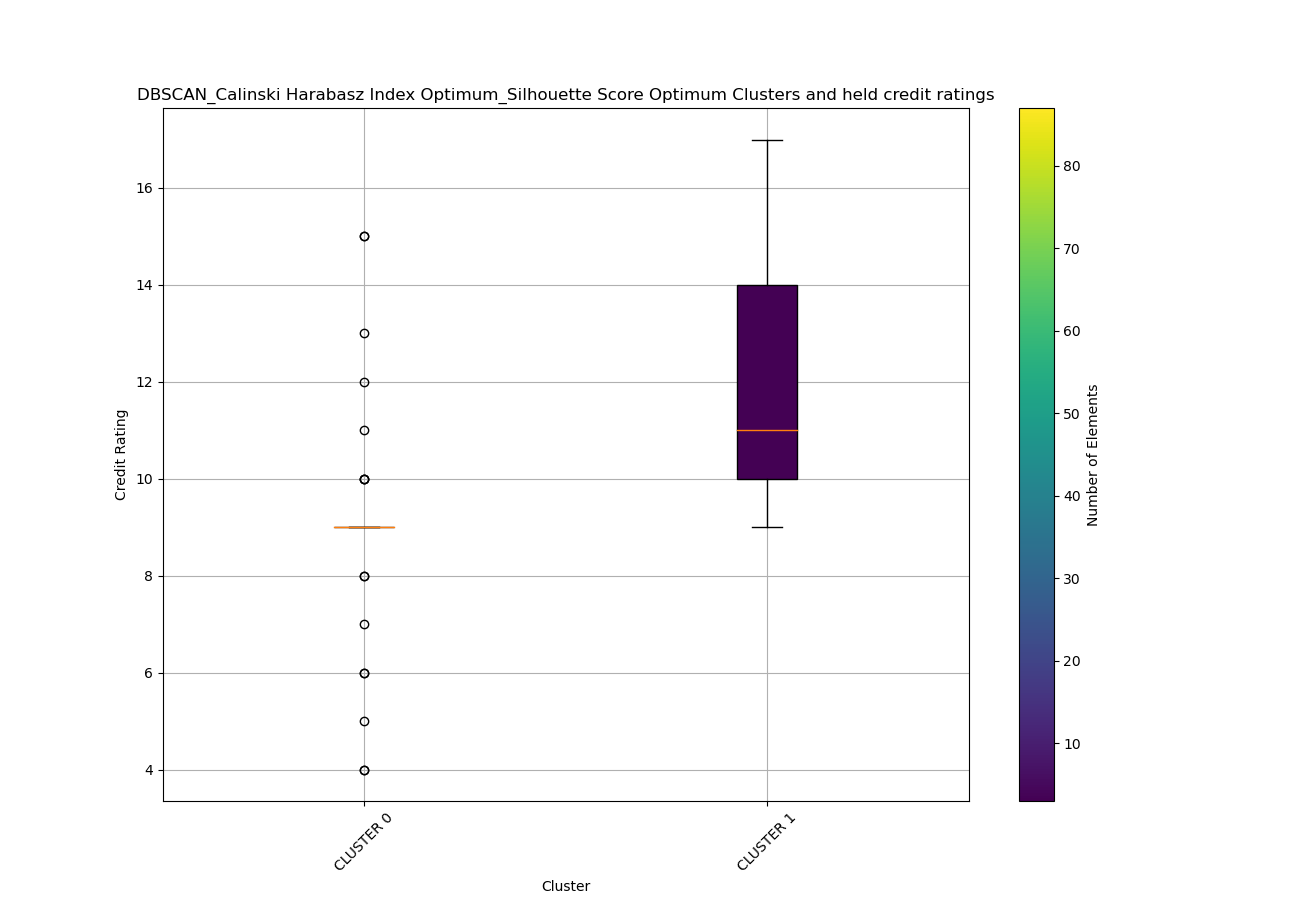 DBSCAN_Calinski Harabasz Index Optimum_Silhouette Score Optimum Clusters and held credit ratings
16
14
12
10
8
6
4
Credit Rating
CLUSTER 0
CLUSTER 1
Cluster
80
70
60
50
40
30
20
10
Number of Elements